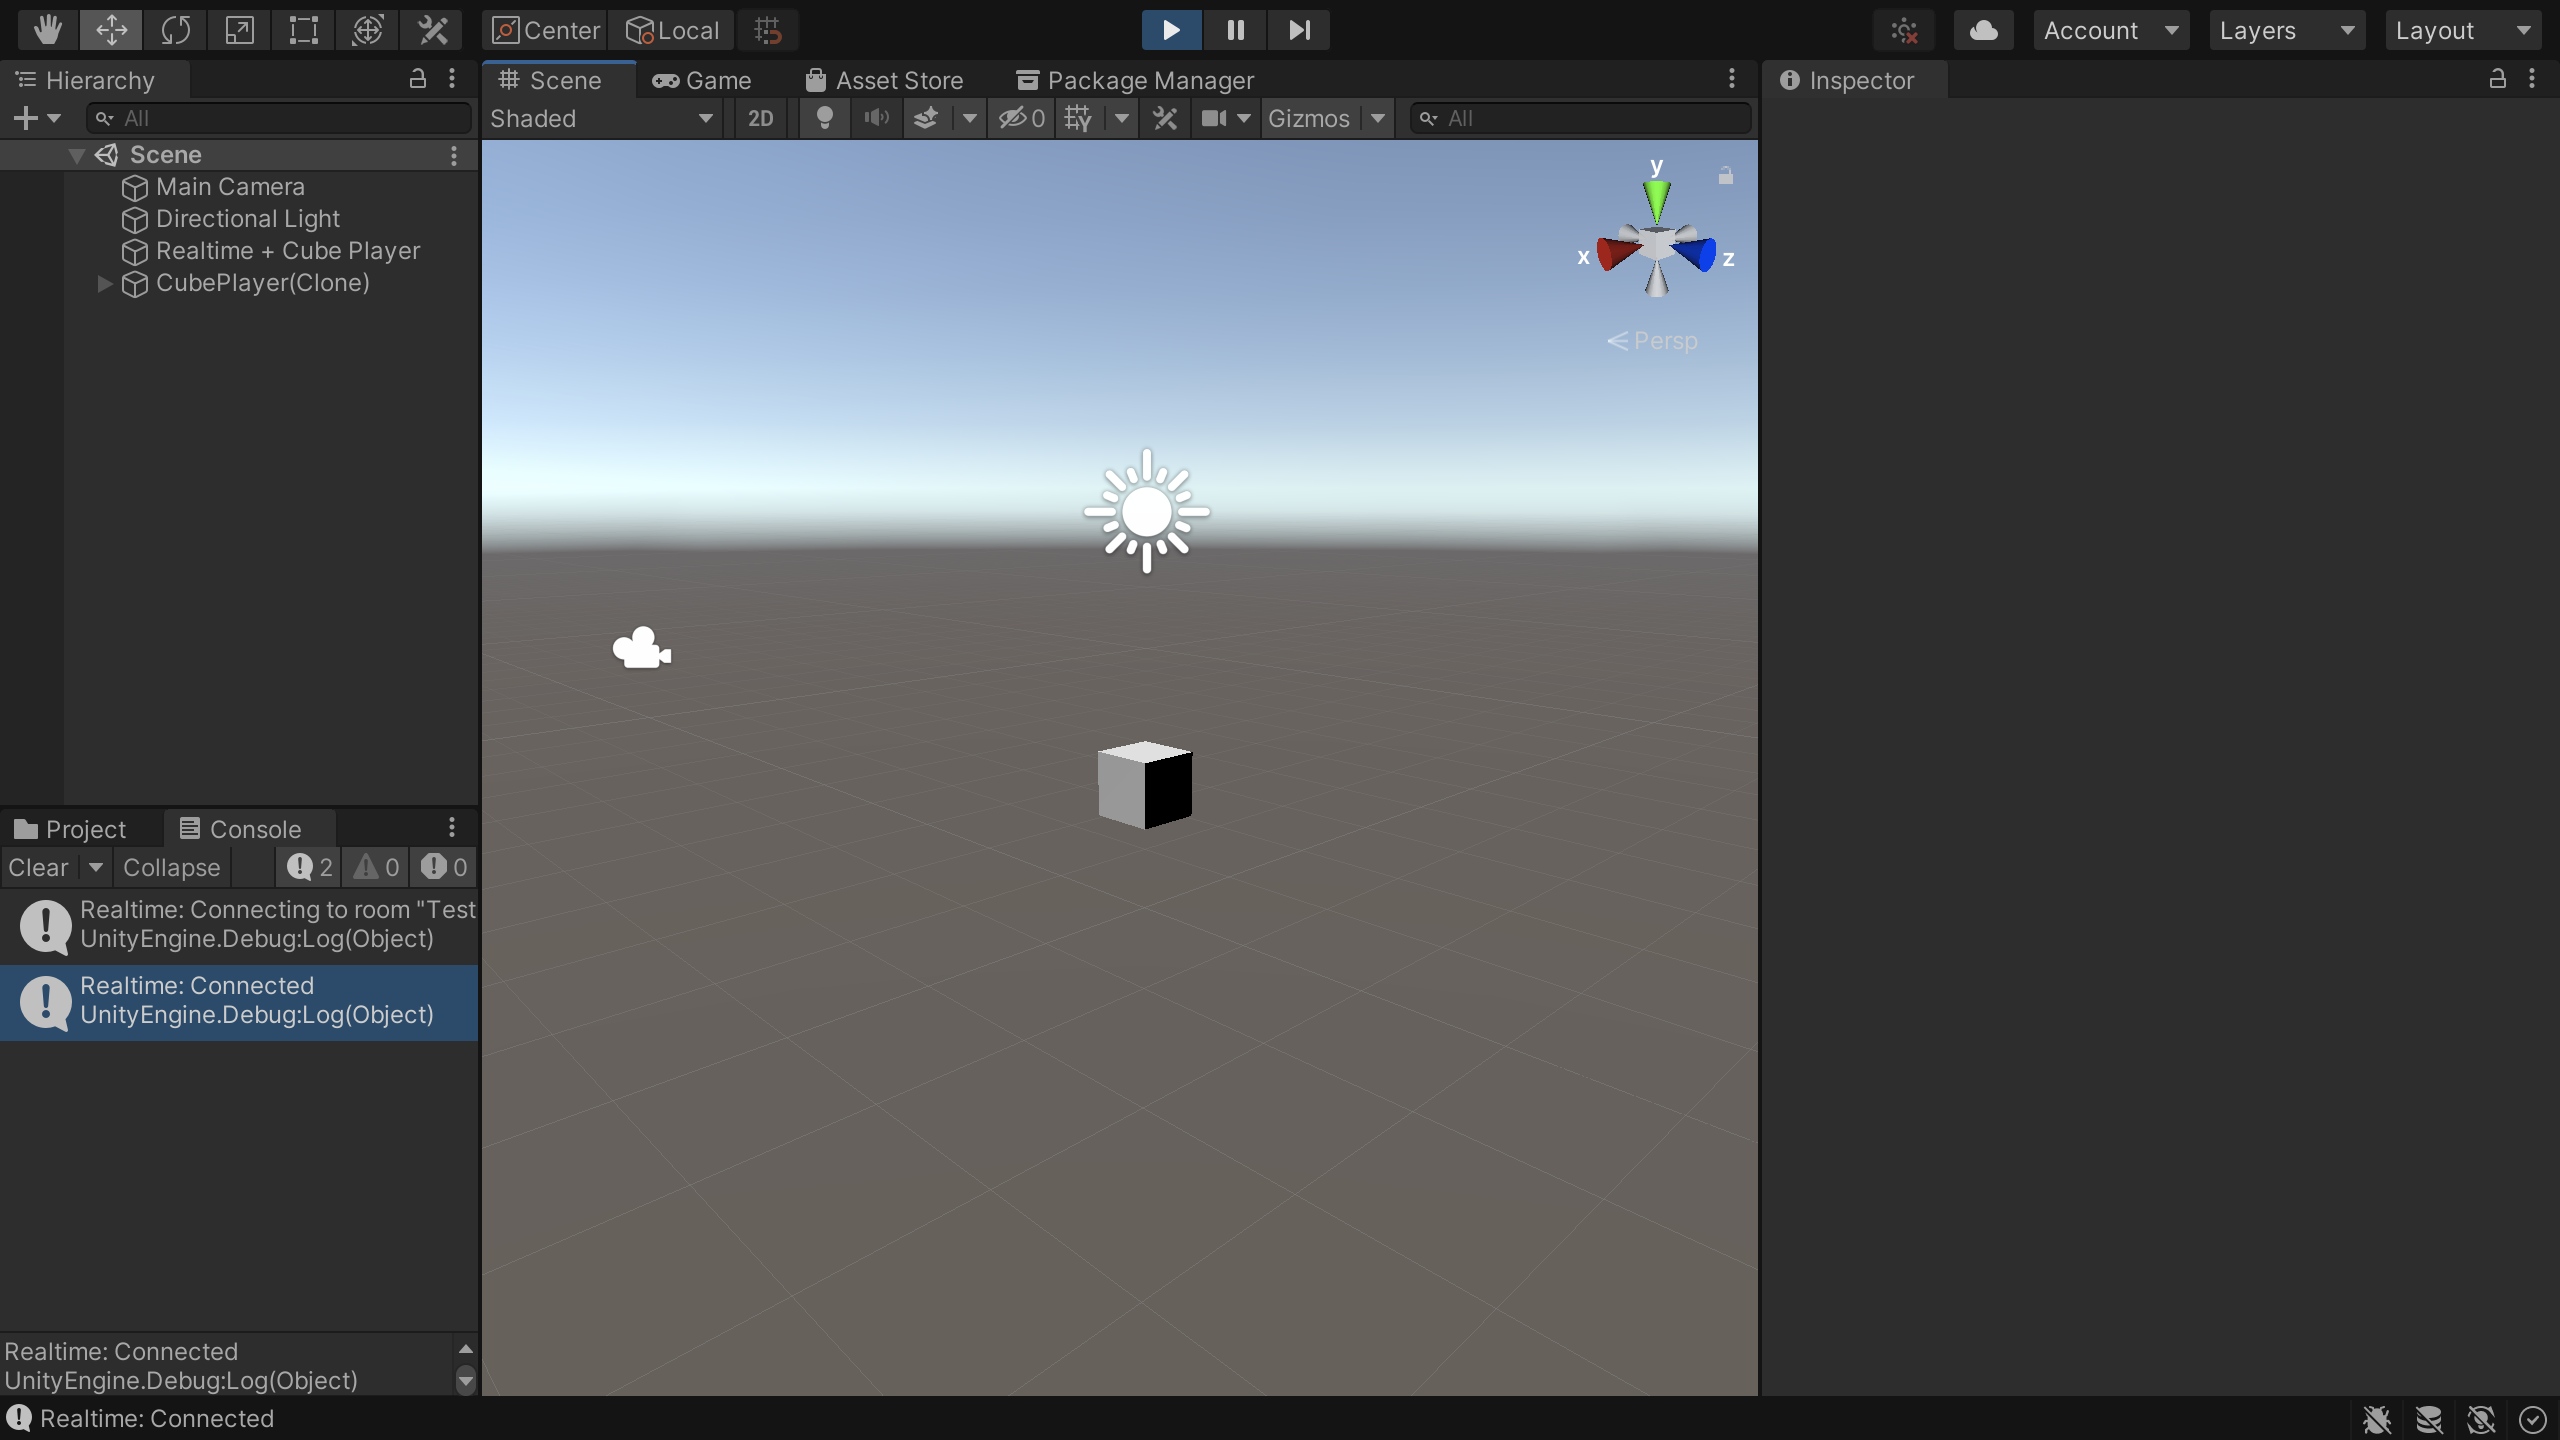 Center
Local
Account
Layers
Layout
Hierarchy
All
Scene
Main Camera
Directional Light
Realtime + Cube Player
CubePlayer(Clone)
Scene
Game
Asset Store
Package Manager
Shaded
2D
0
Gizmos
All
y
x
z
Persp
Inspector
Project
Console
Clear
Collapse
2
0
0
Realtime: Connecting to room "Test
UnityEngine.Debug:Log(Object)
Realtime: Connected
UnityEngine.Debug:Log(Object)
Realtime: Connected
UnityEngine.Debug:Log(Object)
Realtime: Connected